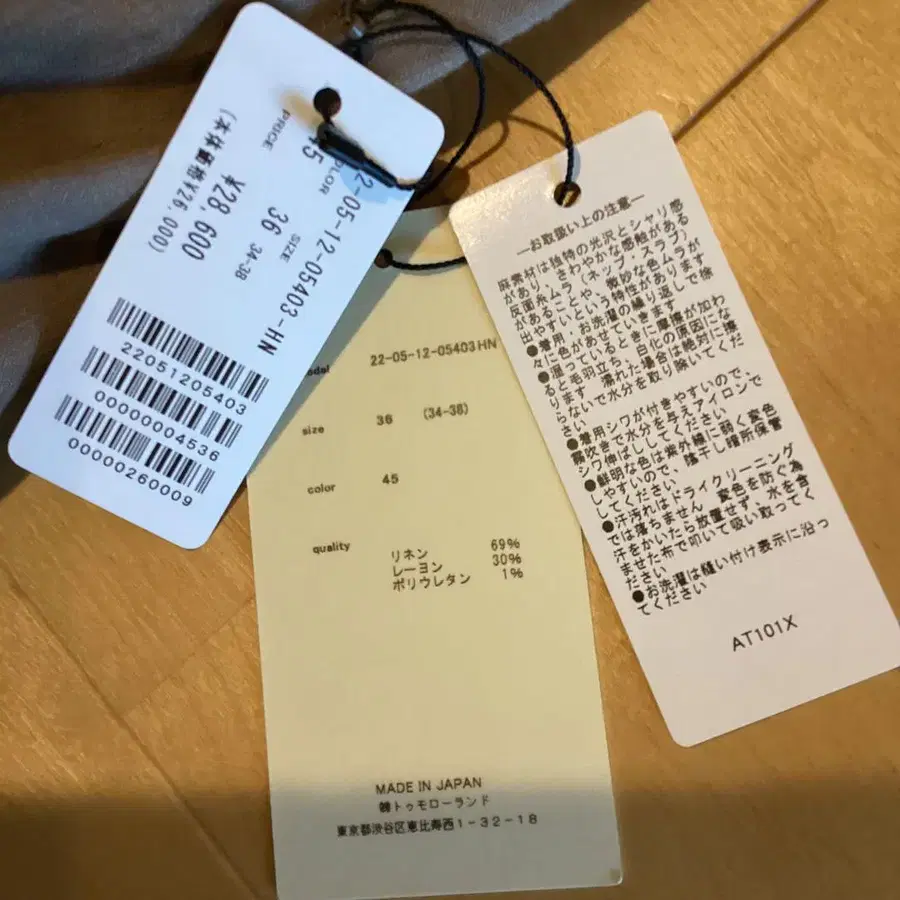 2-05-12-05403-HN
COLOR
45
SIZE
36 34-38
PRICE
¥28,600
(本体価格¥26,000)
22051205403
00000004536
00000260009
model 22-05-12-05403HN
size 36 (34-38)
color 45
quality
リネン 69%
レーヨン 30%
ポリウレタン 1%
MADE IN JAPAN
㈱トゥモローランド
東京都渋谷区恵比寿西1-32-18
―お取扱い上の注意―
麻素材は独特の光沢とシャリ感
があり、さわやかな感触がある
反面糸ムラ(ネップ・スラブ)
があることや、微妙な色ムラが
出やすいという特性があります
●着用・お洗濯の繰り返しで徐
々に色があせていきます
●湿っているときに摩擦が加わ
ると毛羽立ち、白化の原因にな
ります 濡れた場合は絶対に擦
らないで水分を取り除いてくだ
さい
●着用シワが付きやすいので、
霧吹きで水分を与えアイロンで
シワ伸ばししてください
●鮮明な色は紫外線に弱く変色
しやすいので、陰干し暗所保管
してください
●汗汚れはドライクリーニング
では落ちません 変色を防ぐ為
汗をかいたら放置せず、水を含
ませた布で叩いて吸い取ってく
ださい
●お洗濯は縫い付け表示に沿っ
てください
AT101X